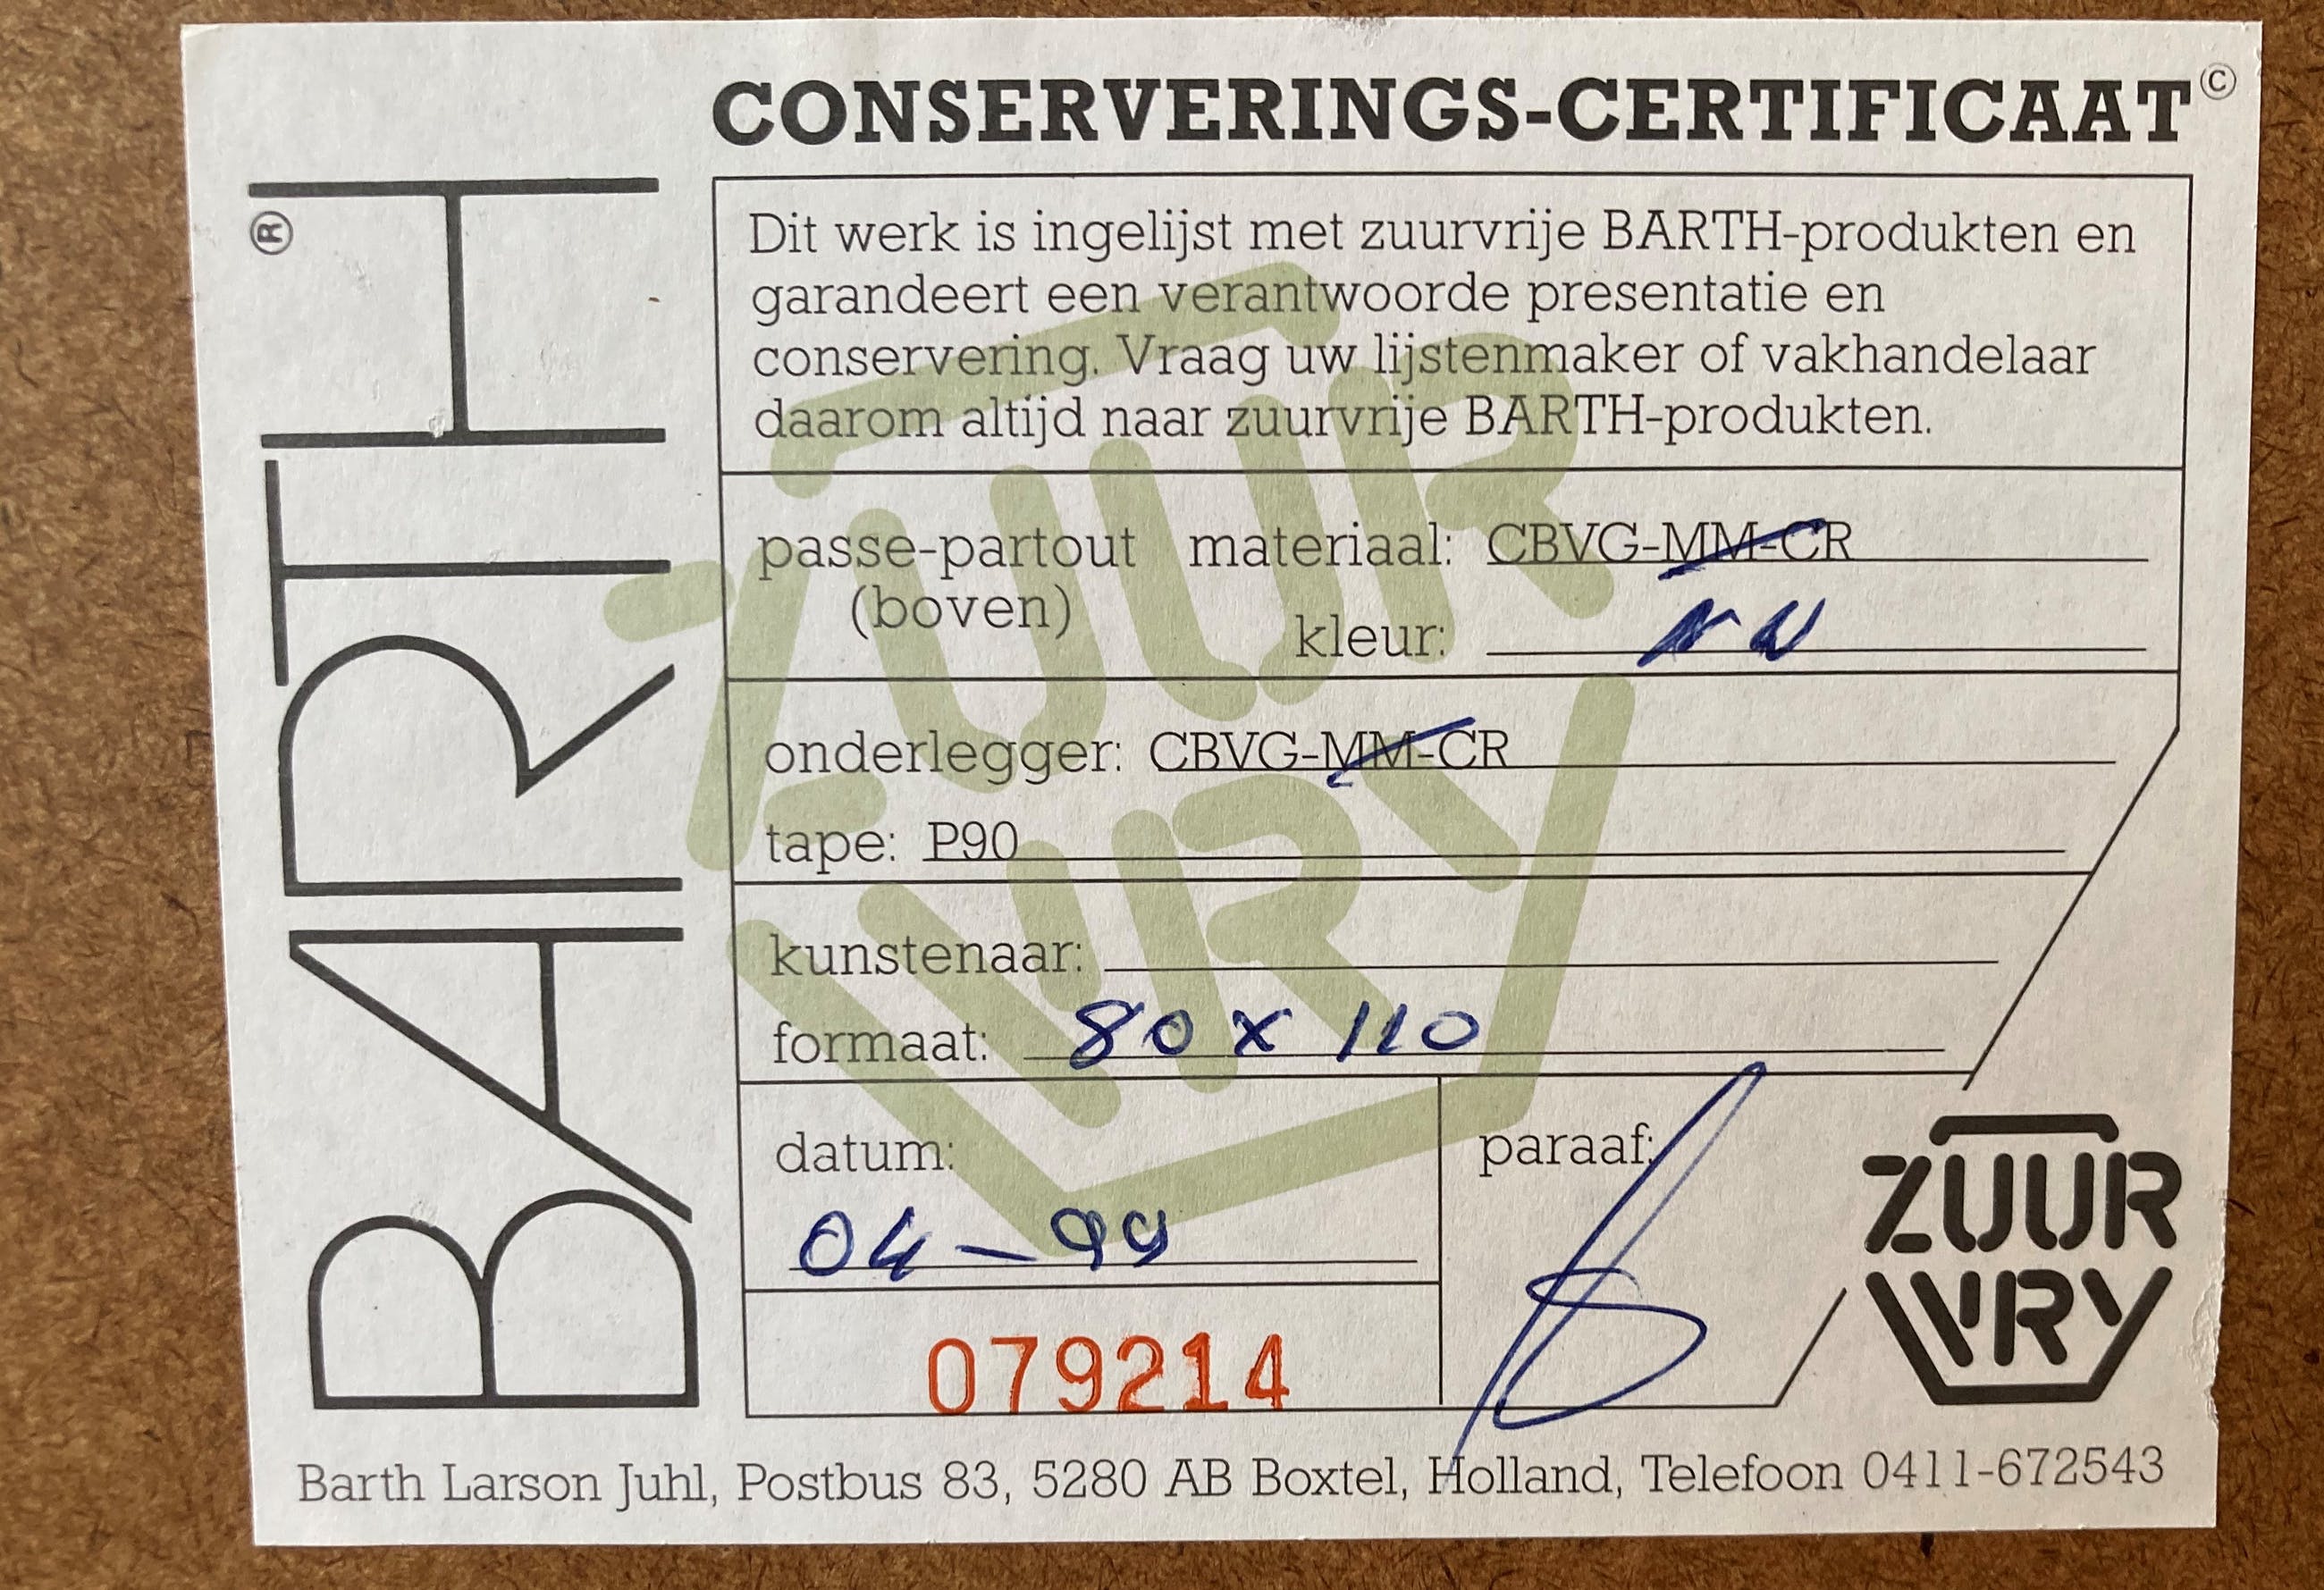 CONSERVERINGS-CERTIFICAAT©
BARTH®
Dit werk is ingelijst met zuurvrije BARTH-produkten en
garandeert een verantwoorde presentatie en
conservering. Vraag uw lijstenmaker of vakhandelaar
daarom altijd naar zuurvrije BARTH-produkten.
passe-partout materiaal: CBVG-MM-CR
(boven) kleur:
onderlegger: CBVG-MM-CR
tape: P90
kunstenaar:
formaat: 80 x 110
datum: paraaf:
04-99
079214
ZUUR
VRY
ZUUR
VRY
Barth Larson Juhl, Postbus 83, 5280 AB Boxtel, Holland, Telefoon 0411-672543